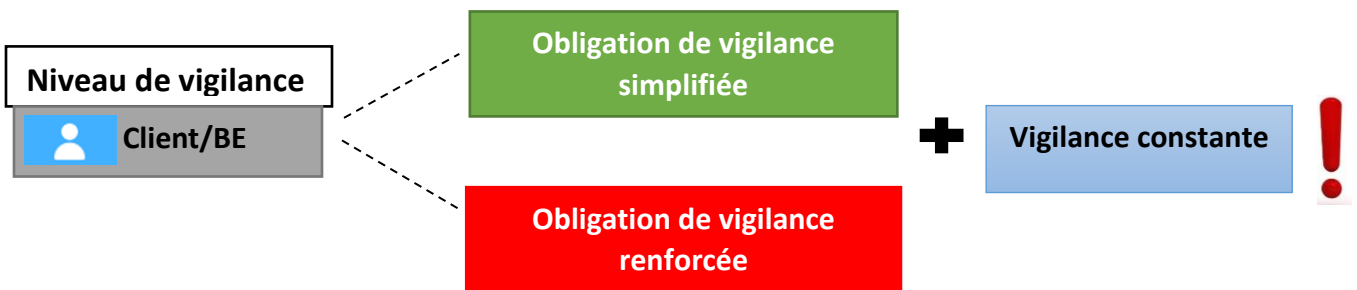 Niveau de vigilance
Client/BE
Obligation de vigilance
simplifiée
Obligation de vigilance
renforcée
Vigilance constante